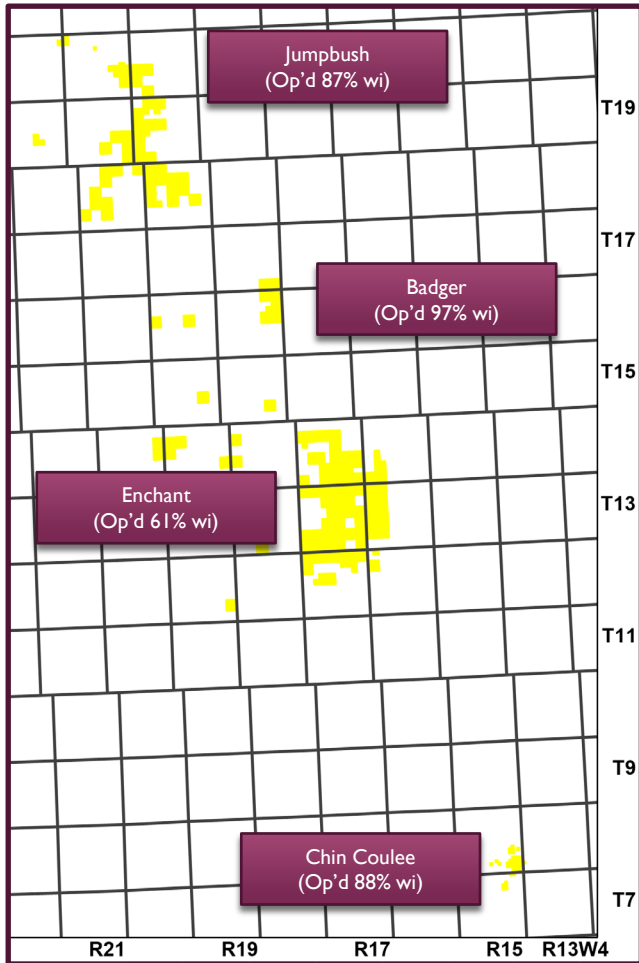 Jumpbush
(Op'd 87% wi)
T19
T17
Badger
(Op'd 97% wi)
T15
Enchant
(Op'd 61% wi)
T13
T11
T9
Chin Coulee
(Op'd 88% wi)
T7
R21 R19 R17 R15 R13W4